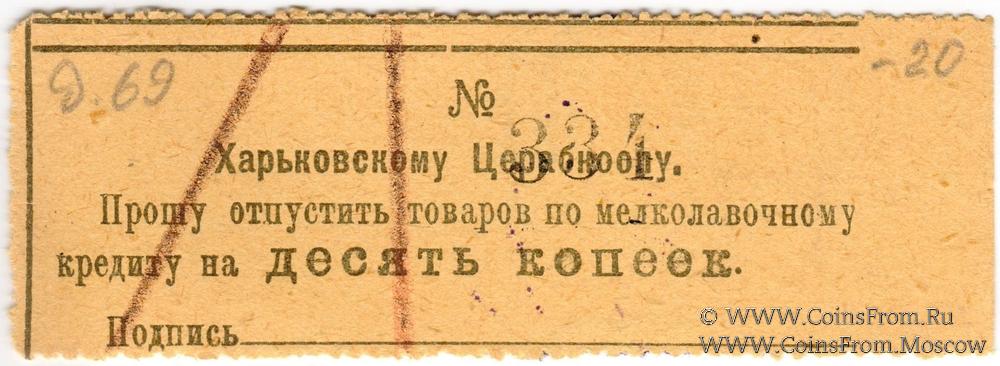 д. 69
-20
№
334
Харьковскому Церабкоопу.
Прошу отпустить товаров по мелколавочному
кредиту на десять копеек.
Подпись
© WWW.CoinsFrom.Ru
WWW.CoinsFrom.Moscow